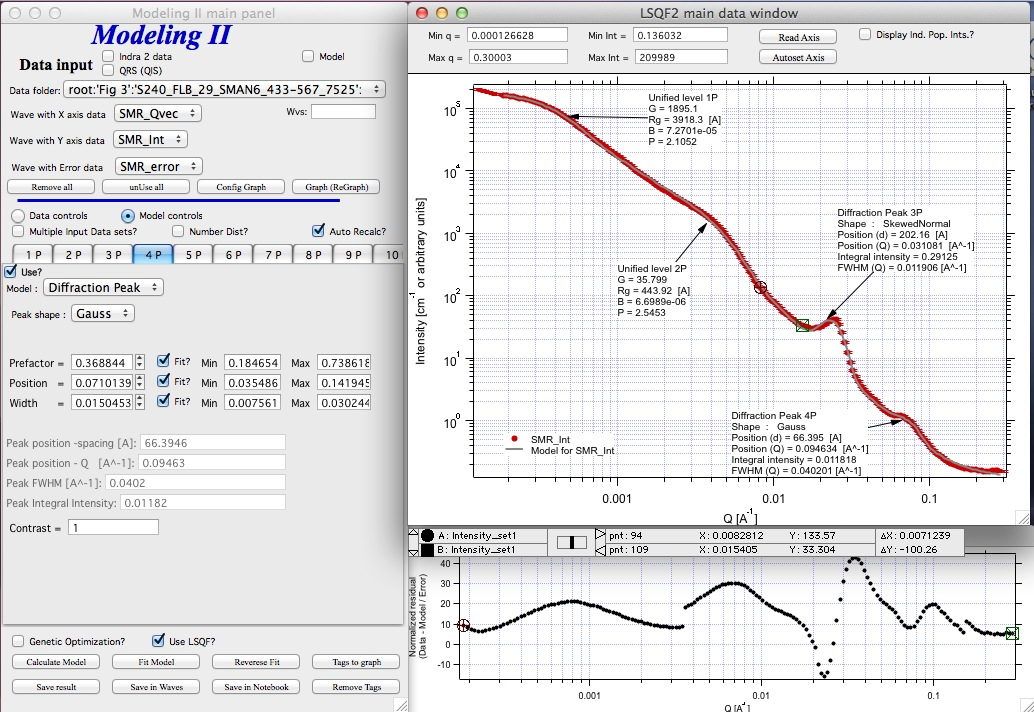 Modeling II main panel
Modeling II
Data input
Indra 2 data
QRS (QIS)
Model
Data folder: root:'Fig 3':'S240_FLB_29_SMAN6_433-567_7525':
Wave with X axis data SMR_Qvec
Wvs:
Wave with Y axis data SMR_Int
Wave with Error data SMR_error
Remove all unUse all Config Graph Graph (ReGraph)
Data controls Model controls
Multiple Input Data sets? Number Dist? Auto Recalc?
1 P 2 P 3 P 4 P 5 P 6 P 7 P 8 P 9 P 10
Use?
Model : Diffraction Peak
Peak shape : Gauss
Prefactor = 0.368844 Fit? Min 0.184654 Max 0.738618
Position = 0.0710139 Fit? Min 0.035486 Max 0.141945
Width = 0.0150453 Fit? Min 0.007561 Max 0.030244
Peak position -spacing [A]: 66.3946
Peak position - Q [A^-1]: 0.09463
Peak FWHM [A^-1]: 0.0402
Peak Integral Intensity: 0.01182
Contrast = 1
Genetic Optimization? Use LSQF?
Calculate Model Fit Model Reverese Fit Tags to graph
Save result Save in Waves Save in Notebook Remove Tags
LSQF2 main data window
Min q = 0.000126628 Min Int = 0.136032 Read Axis Display Ind. Pop. Ints.?
Max q = 0.30003 Max Int = 209989 Autoset Axis
Intensity [cm-1 or arbitrary units]
10^5
10^4
10^3
10^2
10^1
10^0
Unified level 1P
G = 1895.1
Rg = 3918.3 [A]
B = 7.2701e-05
P = 2.1052
Unified level 2P
G = 35.799
Rg = 443.92 [A]
B = 6.6989e-06
P = 2.5453
Diffraction Peak 3P
Shape : SkewedNormal
Position (d) = 202.16 [A]
Position (Q) = 0.031081 [A^-1]
Integral intensity = 0.29125
FWHM (Q) = 0.011906 [A^-1]
Diffraction Peak 4P
Shape : Gauss
Position (d) = 66.395 [A]
Position (Q) = 0.094634 [A^-1]
Integral intensity = 0.011818
FWHM (Q) = 0.040201 [A^-1]
SMR_Int
Model for SMR_Int
0.001 0.01 0.1
Q [A-1]
A: Intensity_set1 pnt: 94 X: 0.0082812 Y: 133.57 ΔX: 0.0071239
B: Intensity_set1 pnt: 109 X: 0.015405 Y: 33.304 ΔY: -100.26
Normalized residual
(Data - Model / Error)
40
30
20
10
0
-10
0.001 0.01 0.1
Q [A-1]